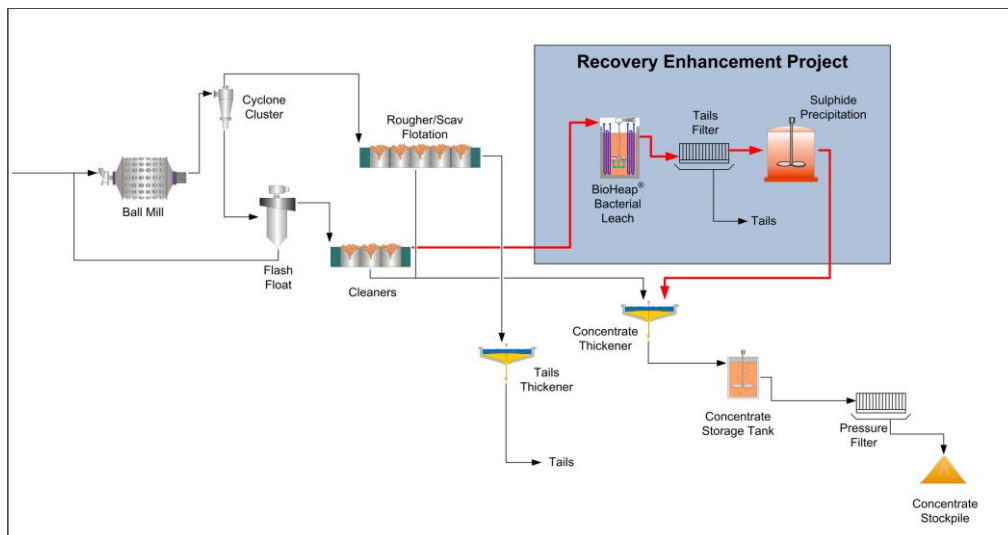 Recovery Enhancement Project
Cyclone
Cluster
Rougher/Scav
Flotation
Tails
Filter
Sulphide
Precipitation
Ball Mill
BioHeap®
Bacterial
Leach
Tails
Flash
Float
Cleaners
Concentrate
Thickener
Tails
Thickener
Concentrate
Storage Tank
Pressure
Filter
Tails
Concentrate
Stockpile